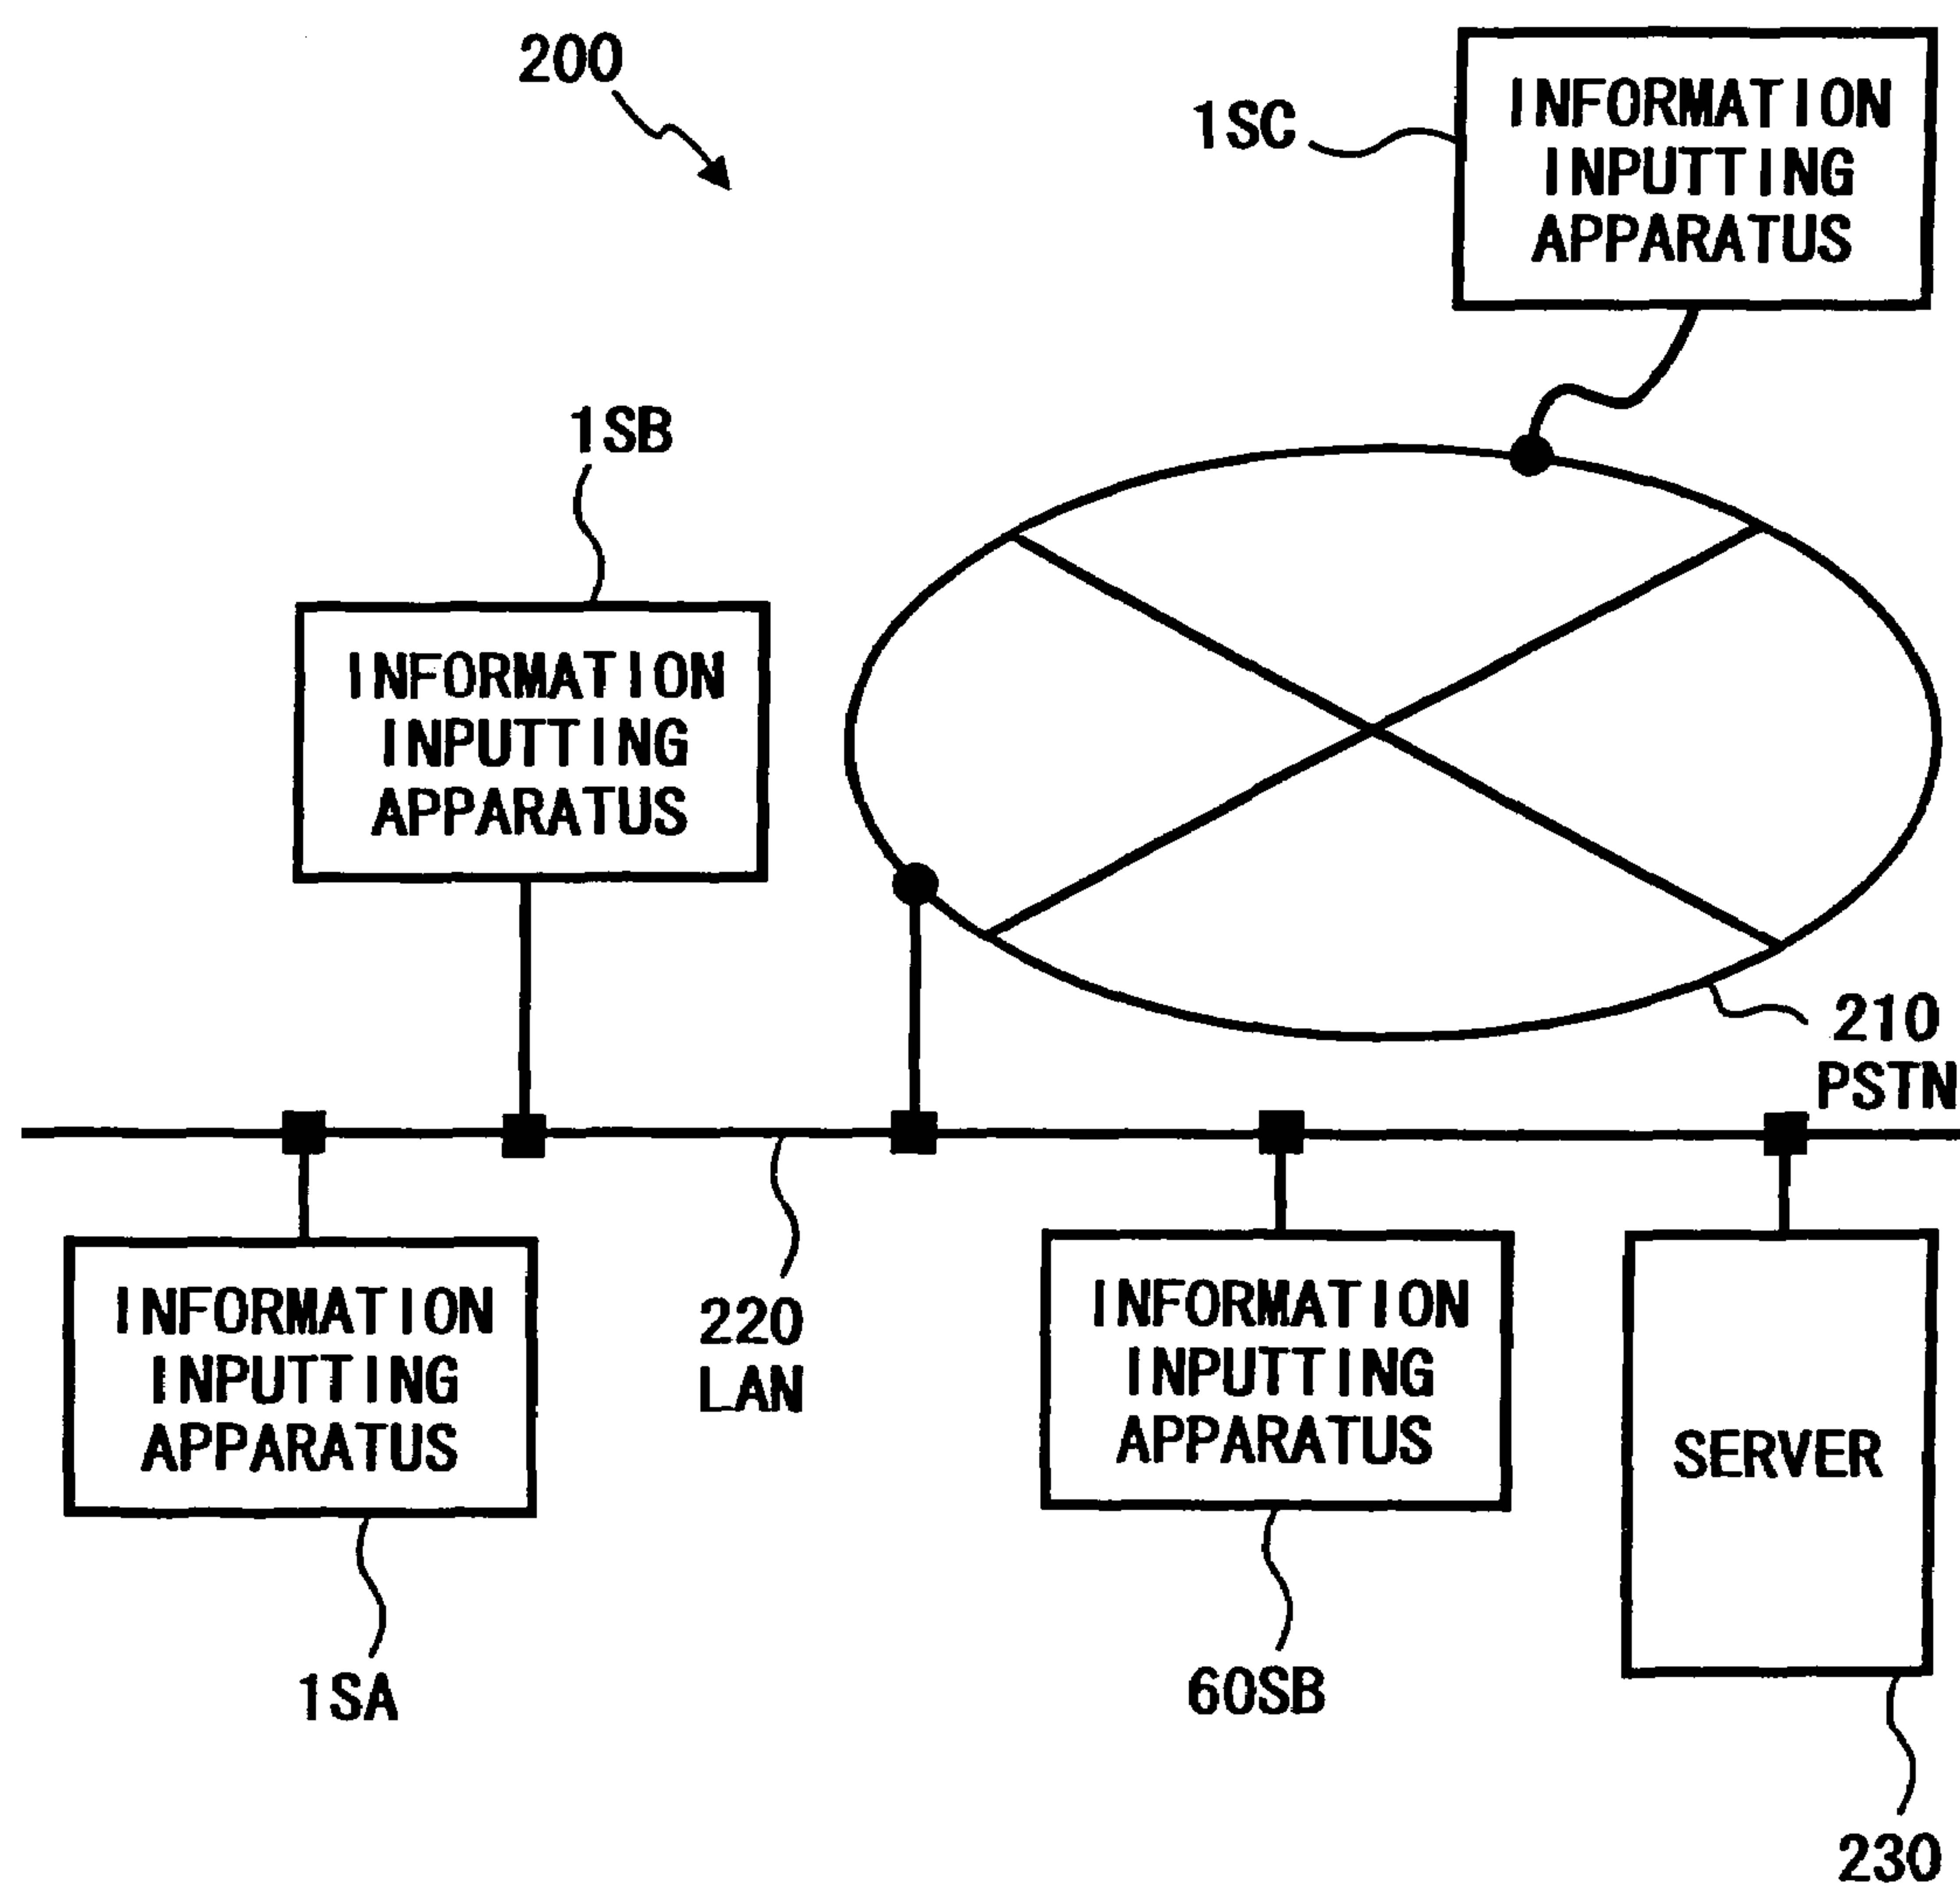 200
1SC
INFORMATION
INPUTTING
APPARATUS
1SB
INFORMATION
INPUTTING
APPARATUS
210
PSTN
INFORMATION
INPUTTING
APPARATUS
220
LAN
INFORMATION
INPUTTING
APPARATUS
SERVER
1SA
60SB
230